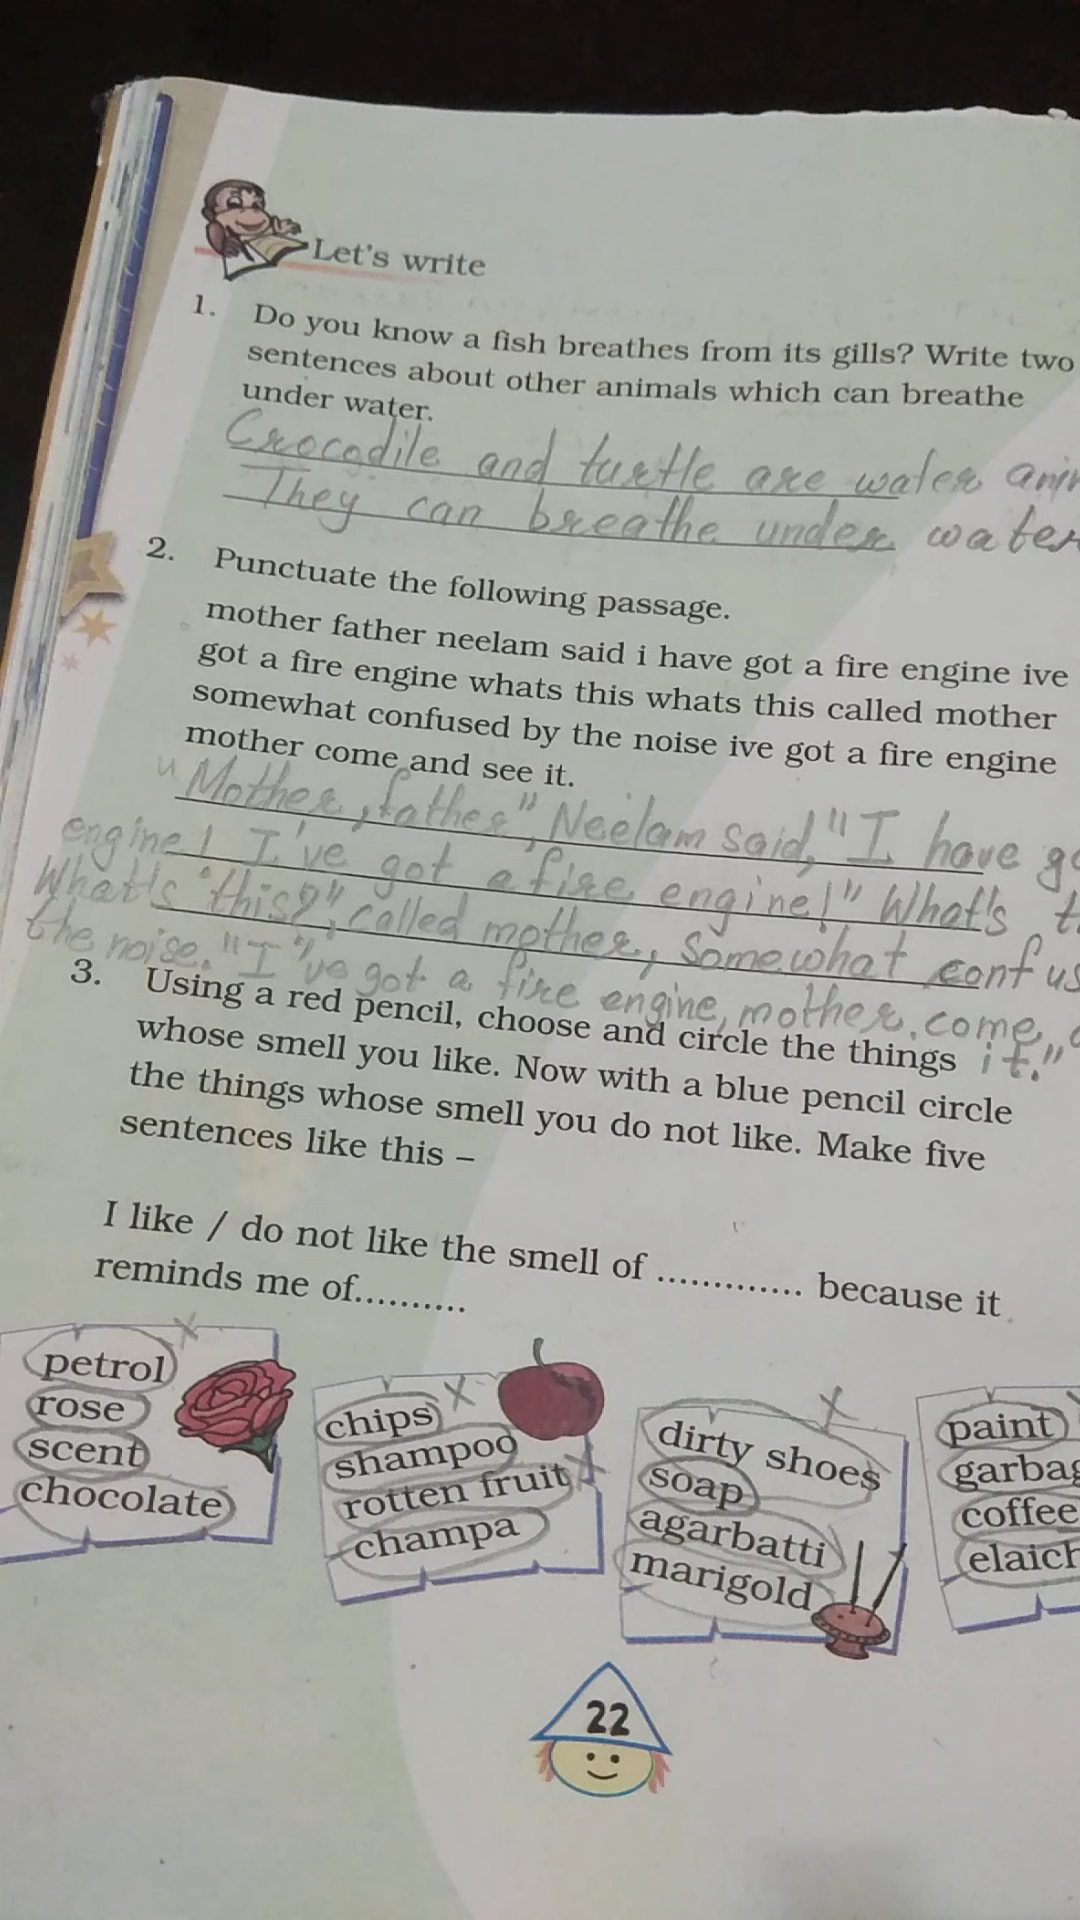 Let's write
1. Do you know a fish breathes from its gills? Write two
sentences about other animals which can breathe
under water.
Crocodile and turtle are water
They can breathe under water
2. Punctuate the following passage.
mother father neelam said i have got a fire engine ive
got a fire engine whats this whats this called mother
somewhat confused by the noise ive got a fire engine
mother come and see it.
"Mother, father", Neelam said, "I have
engine! I've got a fire engine!" What's
What's this?", called mother, Somewhat
the noise. "I've got a fire engine, mother, come
it."
3. Using a red pencil, choose and circle the things
whose smell you like. Now with a blue pencil circle
the things whose smell you do not like. Make five
sentences like this –
I like / do not like the smell of ............. because it
reminds me of..........
petrol
rose
scent
chocolate
chips
shampoo
rotten fruit
champa
dirty shoes
soap
agarbatti
marigold
paint
coffee
22